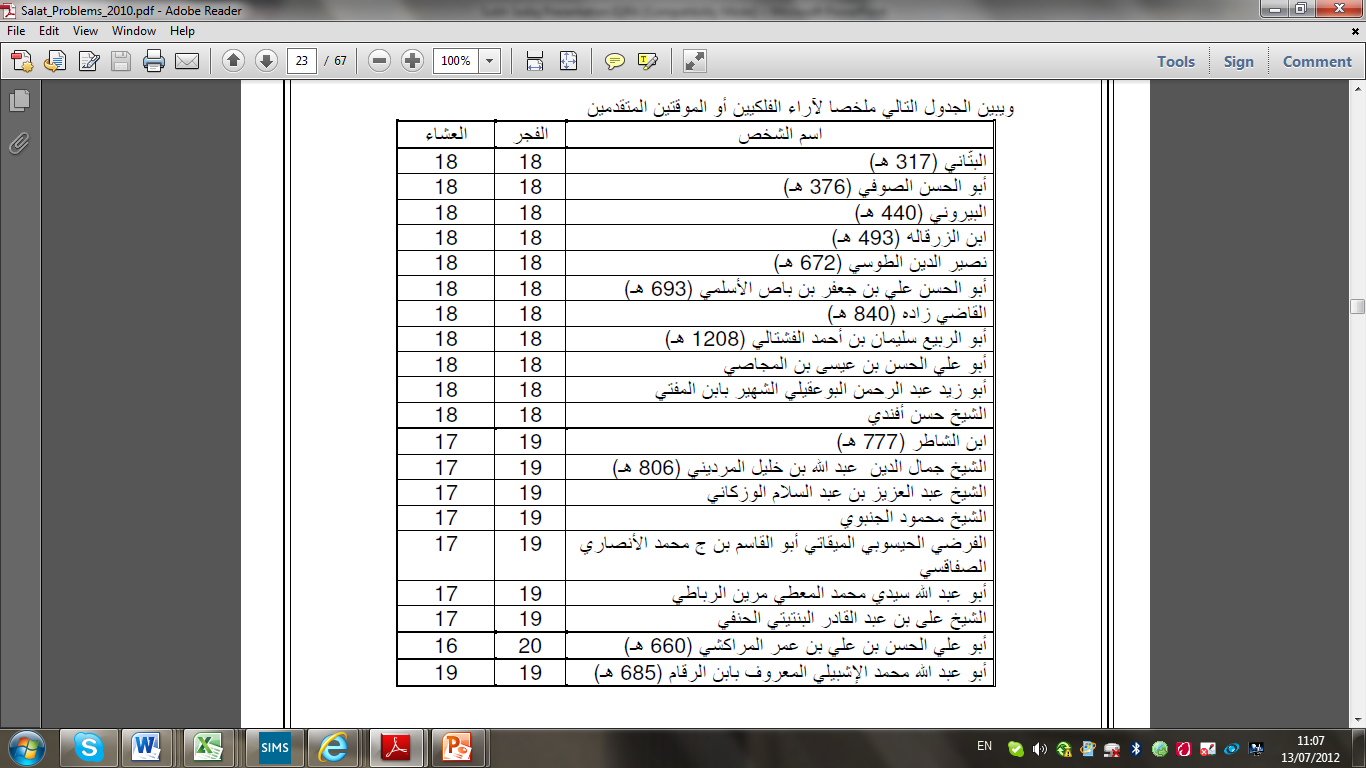 Salat_Problems_2010.pdf - Adobe Reader
File Edit View Window Help
23 / 67 100% Tools Sign Comment
ويبين الجدول التالي ملخصا لآراء الفلكيين أو الموقتين المتقدمين
اسم الشخص الفجر العشاء
البتّاني (317 هـ) 18 18
أبو الحسن الصوفي (376 هـ) 18 18
البيروني (440 هـ) 18 18
ابن الزرقاله (493 هـ) 18 18
نصير الدين الطوسي (672 هـ) 18 18
أبو الحسن علي بن جعفر بن باص الأسلمي (693 هـ) 18 18
القاضي زاده (840 هـ) 18 18
أبو الربيع سليمان بن أحمد الفشتالي (1208 هـ) 18 18
أبو علي الحسن بن عيسى بن المجاصي 18 18
أبو زيد عبد الرحمن البوعقيلي الشهير بابن المفتي 18 18
الشيخ حسن أفندي 18 18
ابن الشاطر (777 هـ) 19 17
الشيخ جمال الدين عبد الله بن خليل المرديني (806 هـ) 19 17
الشيخ عبد العزيز بن عبد السلام الوزكاني 19 17
الشيخ محمود الجنبوي 19 17
الفرضي الحيسوبي الميقاتي أبو القاسم بن ج محمد الأنصاري 19 17
الصفاقسي
أبو عبد الله سيدي محمد المعطي مرين الرباطي 19 17
الشيخ على بن عبد القادر البنتيتي الحنفي 19 17
أبو علي الحسن بن علي بن عمر المراكشي (660 هـ) 20 16
أبو عبد الله محمد الإشبيلي المعروف بابن الرقام (685 هـ) 19 19
SIMS EN 11:07
13/07/2012